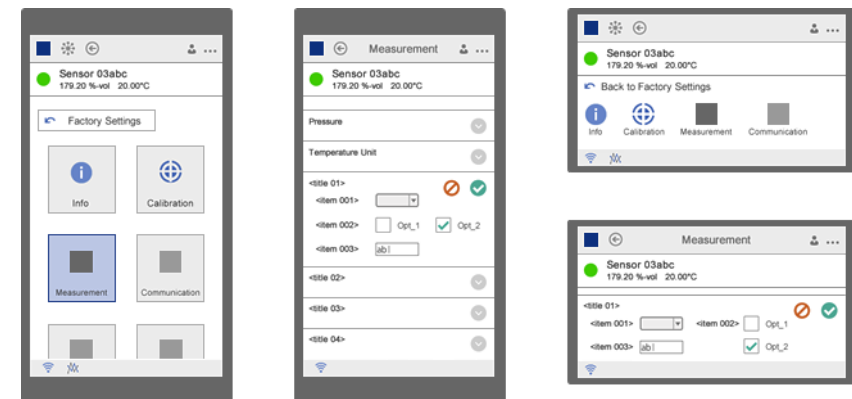 Sensor 03abc
179.20 %-vol 20.00°C
Factory Settings
Info
Calibration
Measurement
Communication
Measurement
Sensor 03abc
179.20 %-vol 20.00°C
Pressure
Temperature Unit
<title 01>
<item 001>
<item 002> Opt_1 Opt_2
<item 003> ab|
<title 02>
<title 03>
<title 04>
Sensor 03abc
179.20 %-vol 20.00°C
Back to Factory Settings
Info Calibration Measurement Communication
Measurement
Sensor 03abc
179.20 %-vol 20.00°C
<title 01>
<item 001> <item 002> Opt_1
<item 003> ab| Opt_2